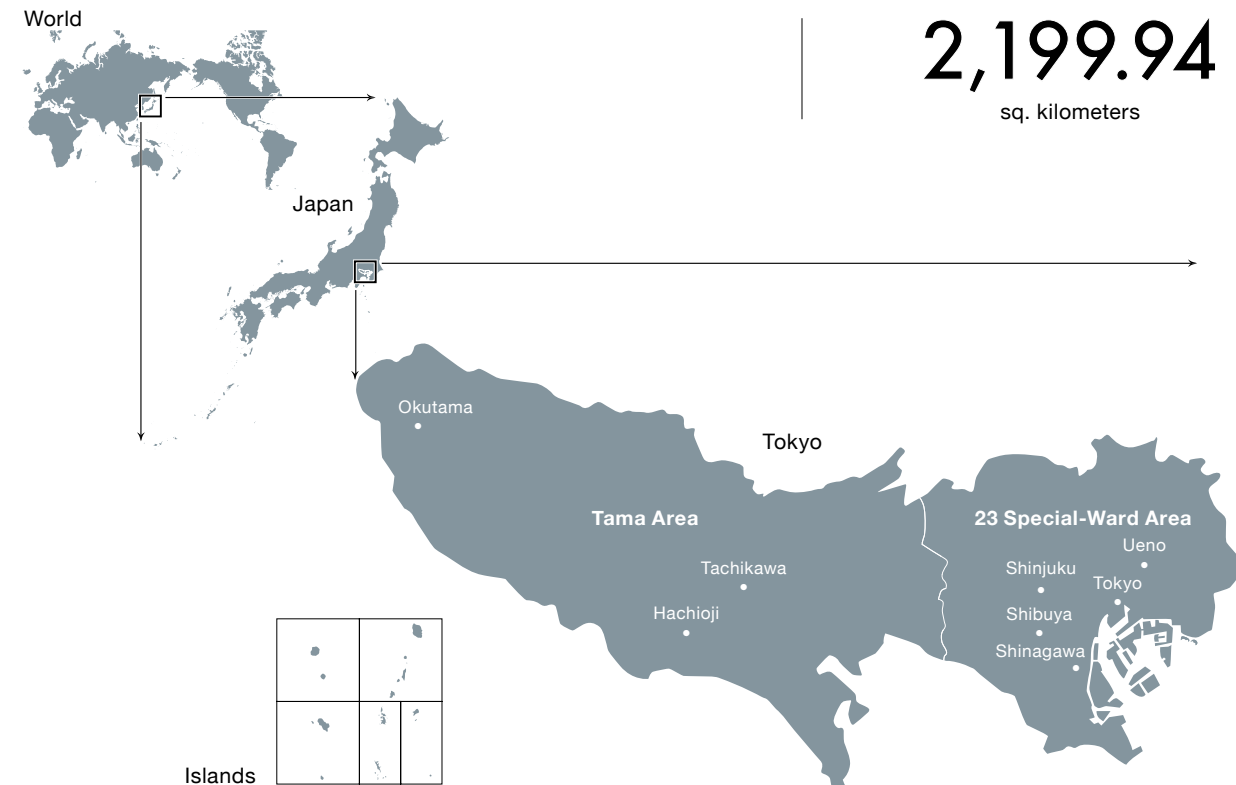 World
2,199.94
sq. kilometers
Japan
Okutama
Tokyo
Tama Area
23 Special-Ward Area
Ueno
Tachikawa
Shinjuku
Tokyo
Hachioji
Shibuya
Shinagawa
Islands